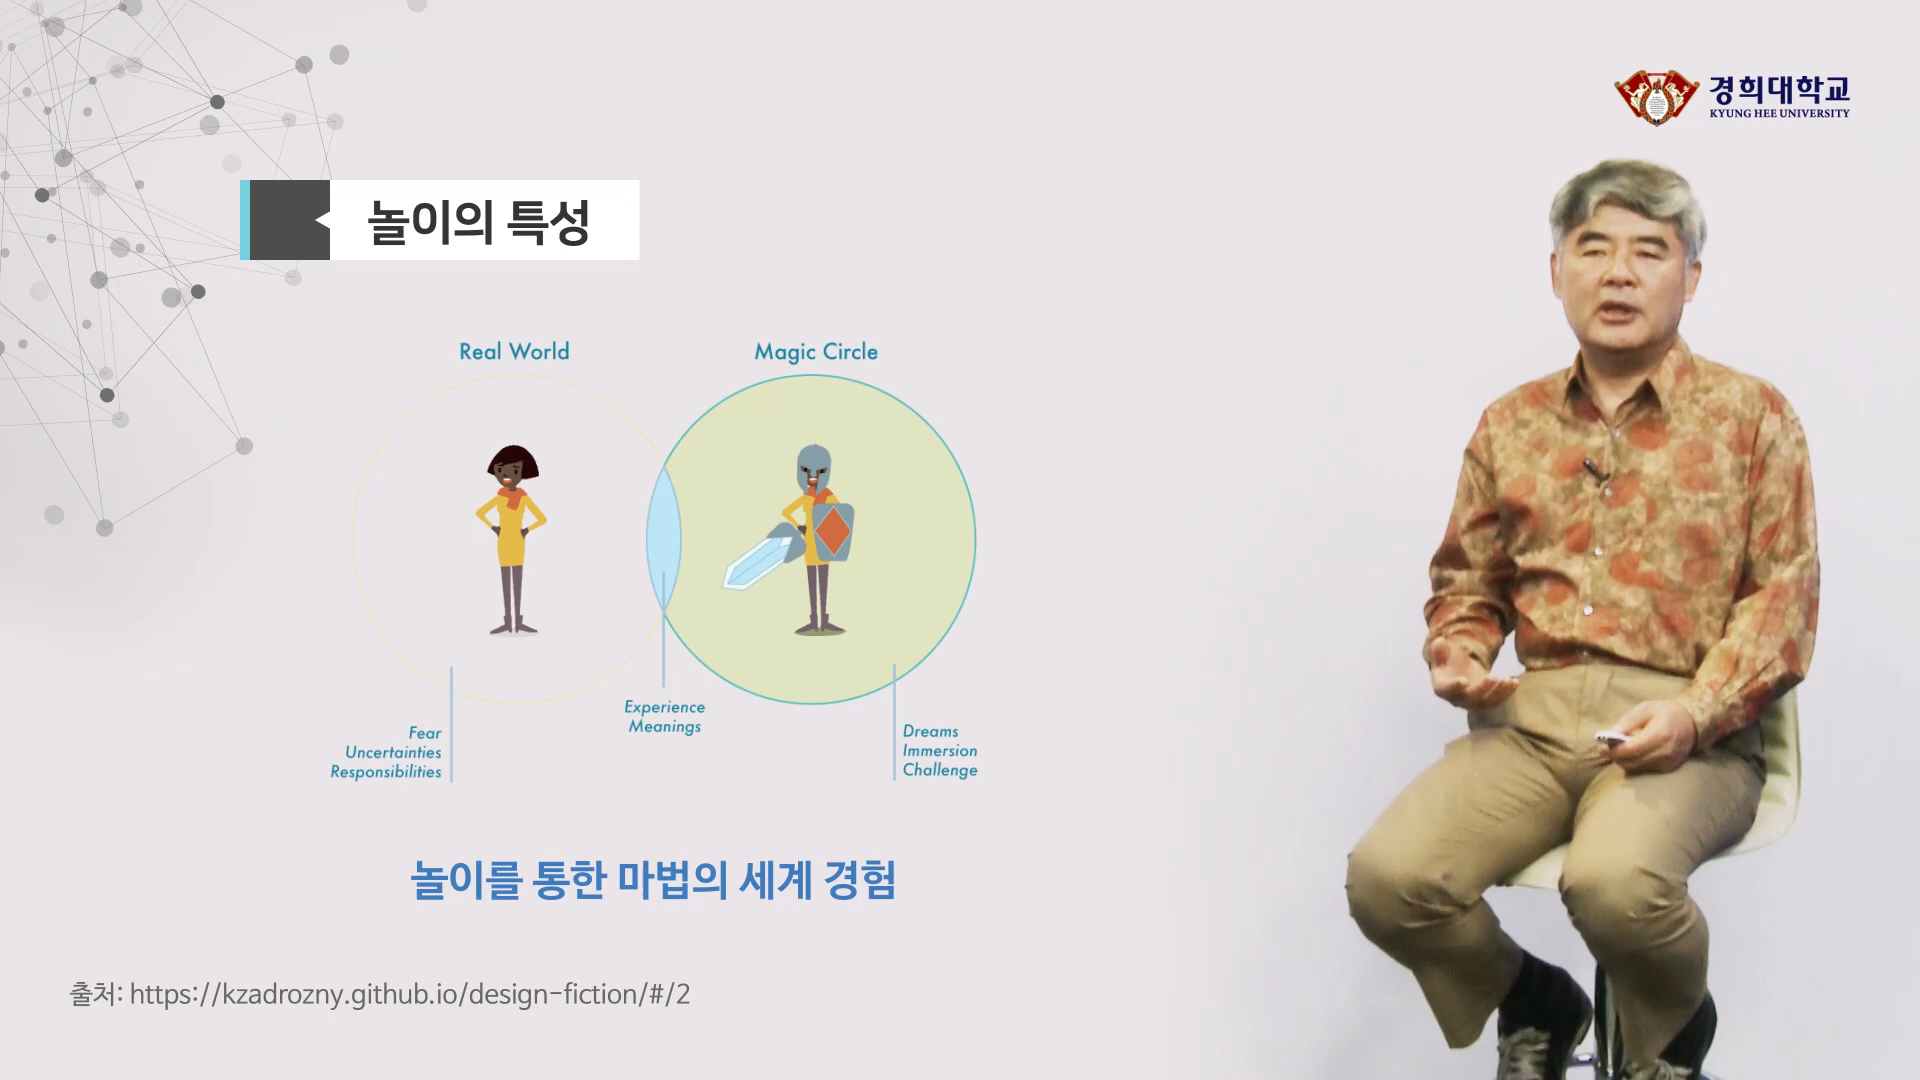 경희대학교
KYUNG HEE UNIVERSITY
놀이의 특성
Real World
Magic Circle
Experience
Meanings
Fear
Uncertainties
Responsibilities
Dreams
Immersion
Challenge
놀이를 통한 마법의 세계 경험
출처: https://kzadrozny.github.io/design-fiction/#/2